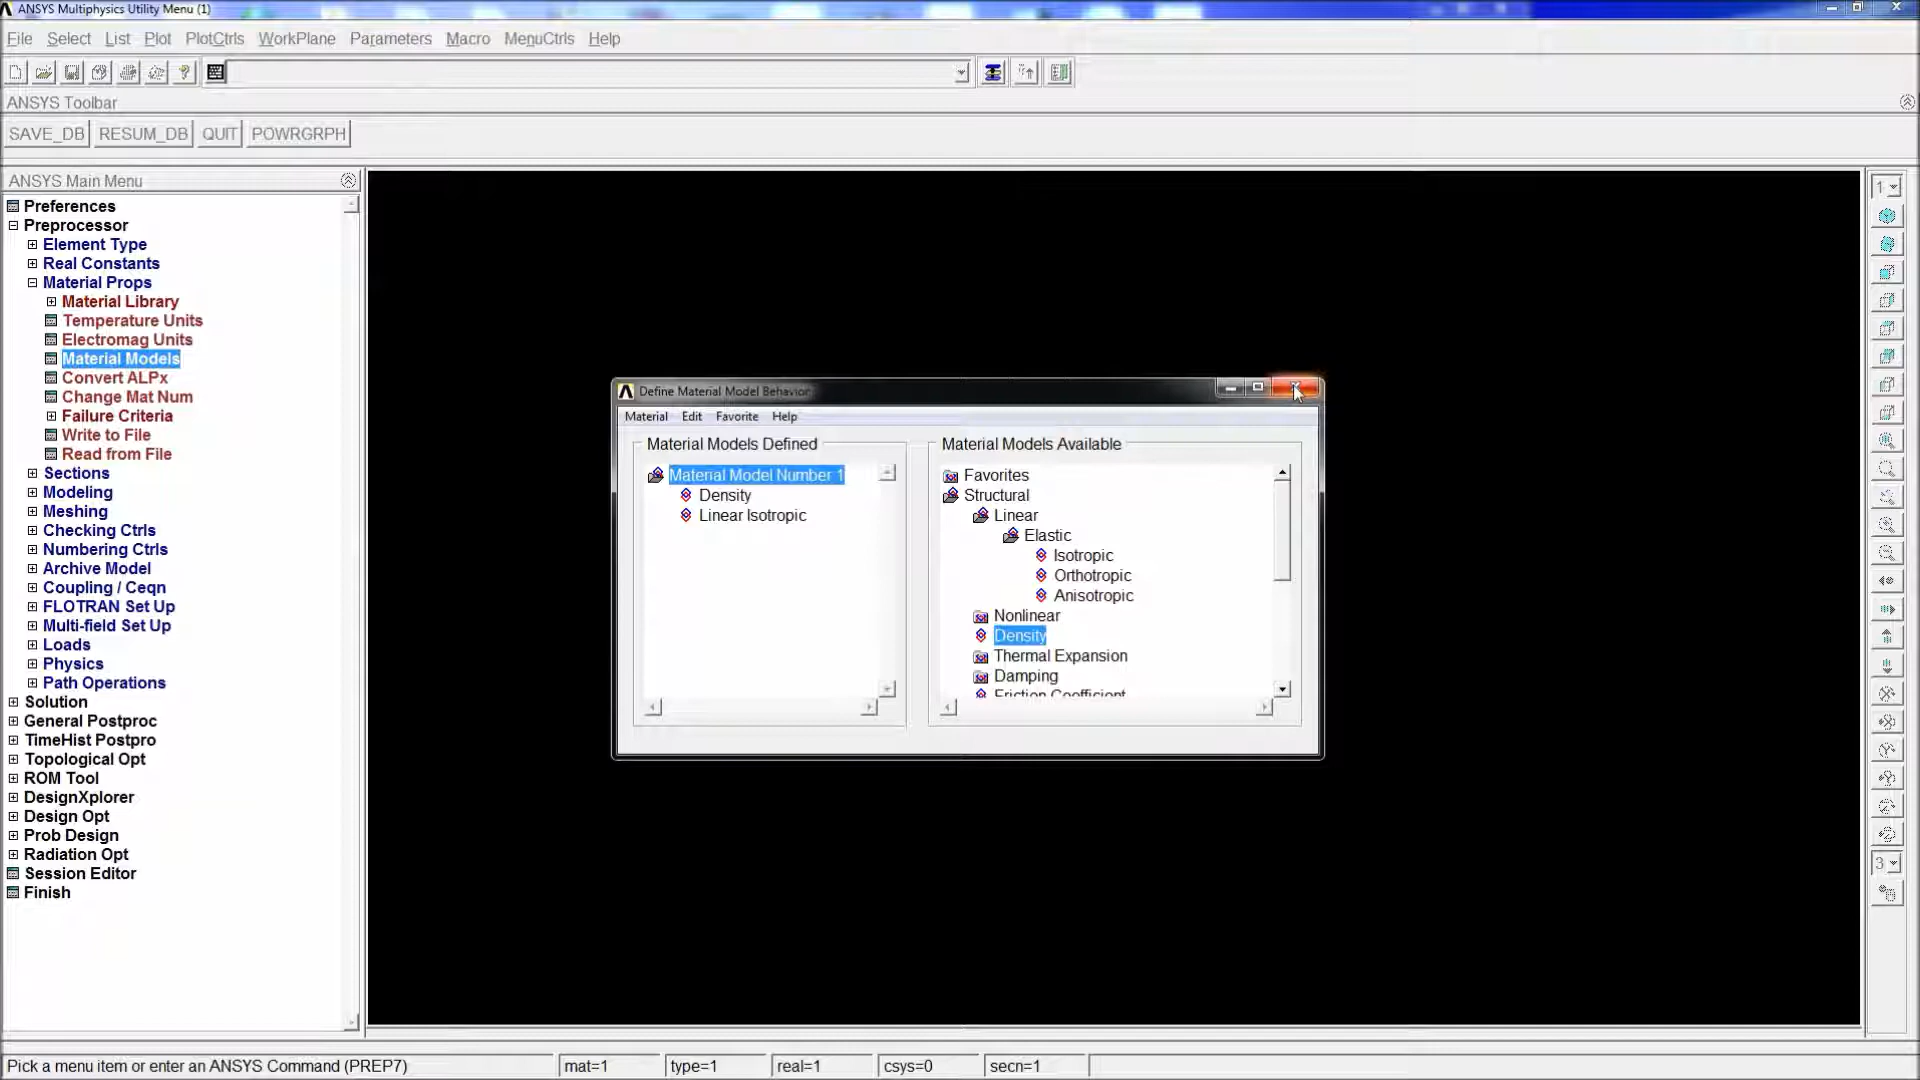 ANSYS Multiphysics Utility Menu (1)
File Select List Plot PlotCtrls WorkPlane Parameters Macro MenuCtrls Help
ANSYS Toolbar
SAVE_DB RESUM_DB QUIT POWRGRPH
ANSYS Main Menu
Preferences
Preprocessor
Element Type
Real Constants
Material Props
Material Library
Temperature Units
Electromag Units
Material Models
Convert ALPx
Change Mat Num
Failure Criteria
Write to File
Read from File
Sections
Modeling
Meshing
Checking Ctrls
Numbering Ctrls
Archive Model
Coupling / Ceqn
FLOTRAN Set Up
Multi-field Set Up
Loads
Physics
Path Operations
Solution
General Postproc
TimeHist Postpro
Topological Opt
ROM Tool
DesignXplorer
Design Opt
Prob Design
Radiation Opt
Session Editor
Finish
Define Material Model Behavior
Material Edit Favorite Help
Material Models Defined
Material Model Number 1
Density
Linear Isotropic
Material Models Available
Favorites
Structural
Linear
Elastic
Isotropic
Orthotropic
Anisotropic
Nonlinear
Density
Thermal Expansion
Damping
Friction Coefficient
1
3
Pick a menu item or enter an ANSYS Command (PREP7)
mat=1
type=1
real=1
csys=0
secn=1